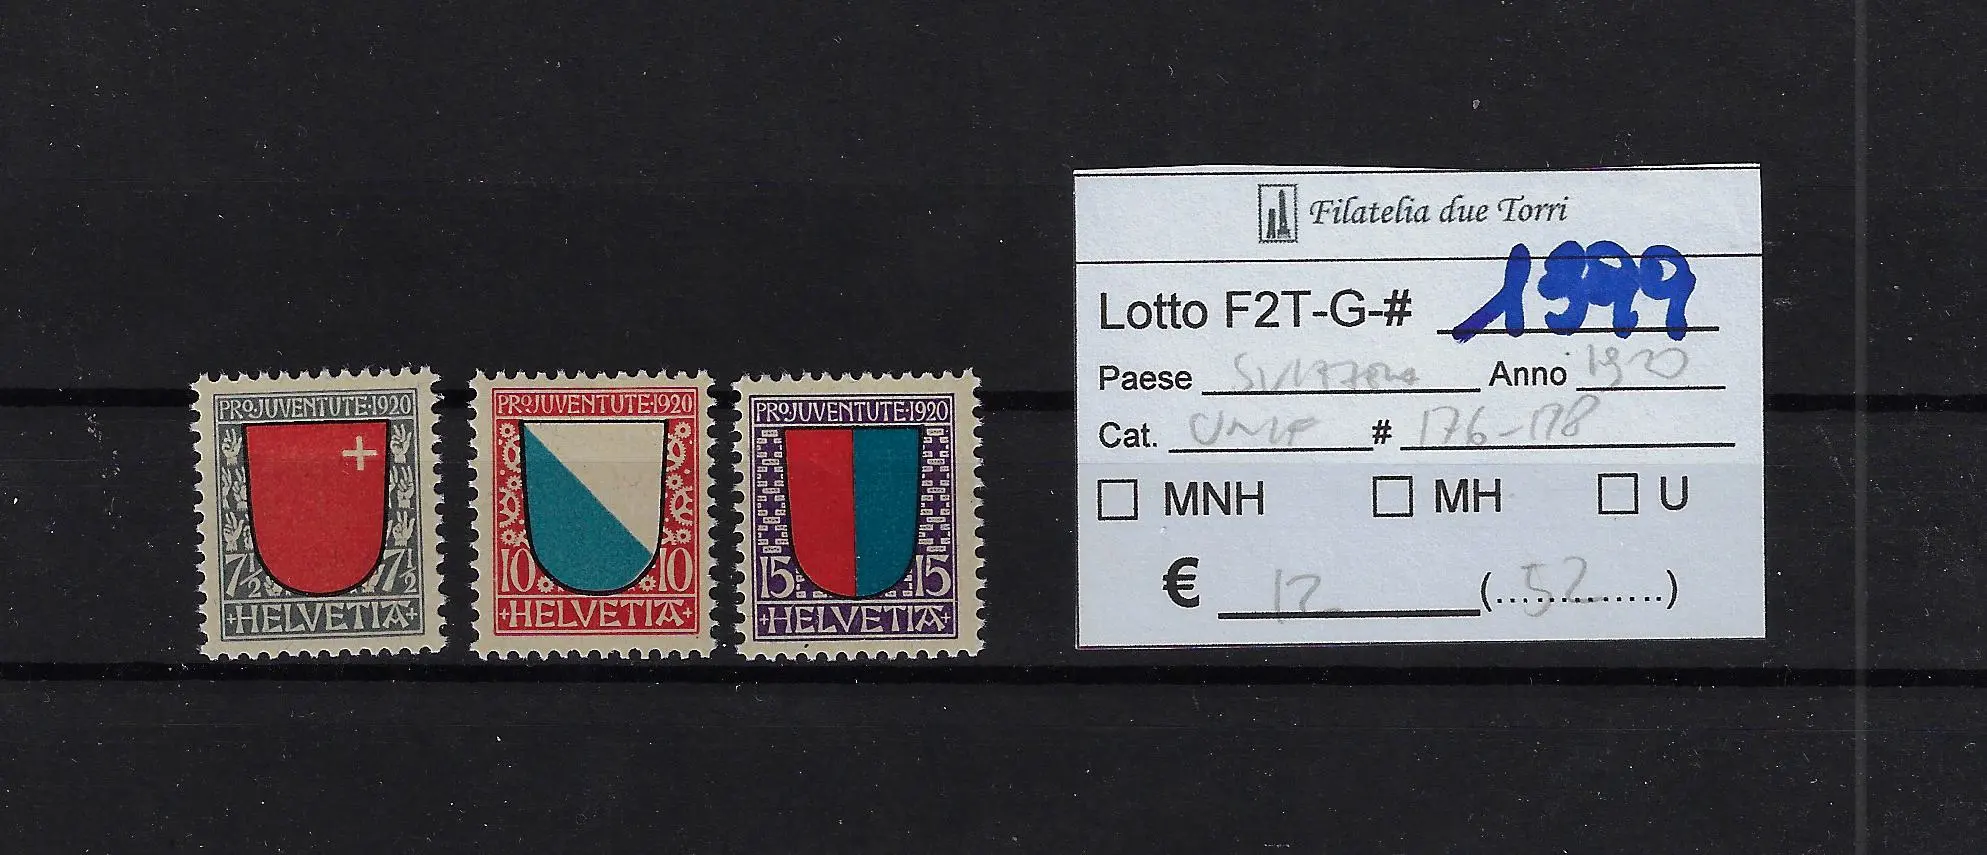 PRO JUVENTUTE·1920
7½ 7½
+HELVETIA+
PRO JUVENTUTE·1920
10 10
+HELVETIA+
PRO JUVENTUTE·1920
15 15
+HELVETIA+
Filatelia due Torri
Lotto F2T-G-# 1399
Paese Svizzera Anno 1920
Cat. UNIF # 176-178
MNH MH U
€ 12 (52)